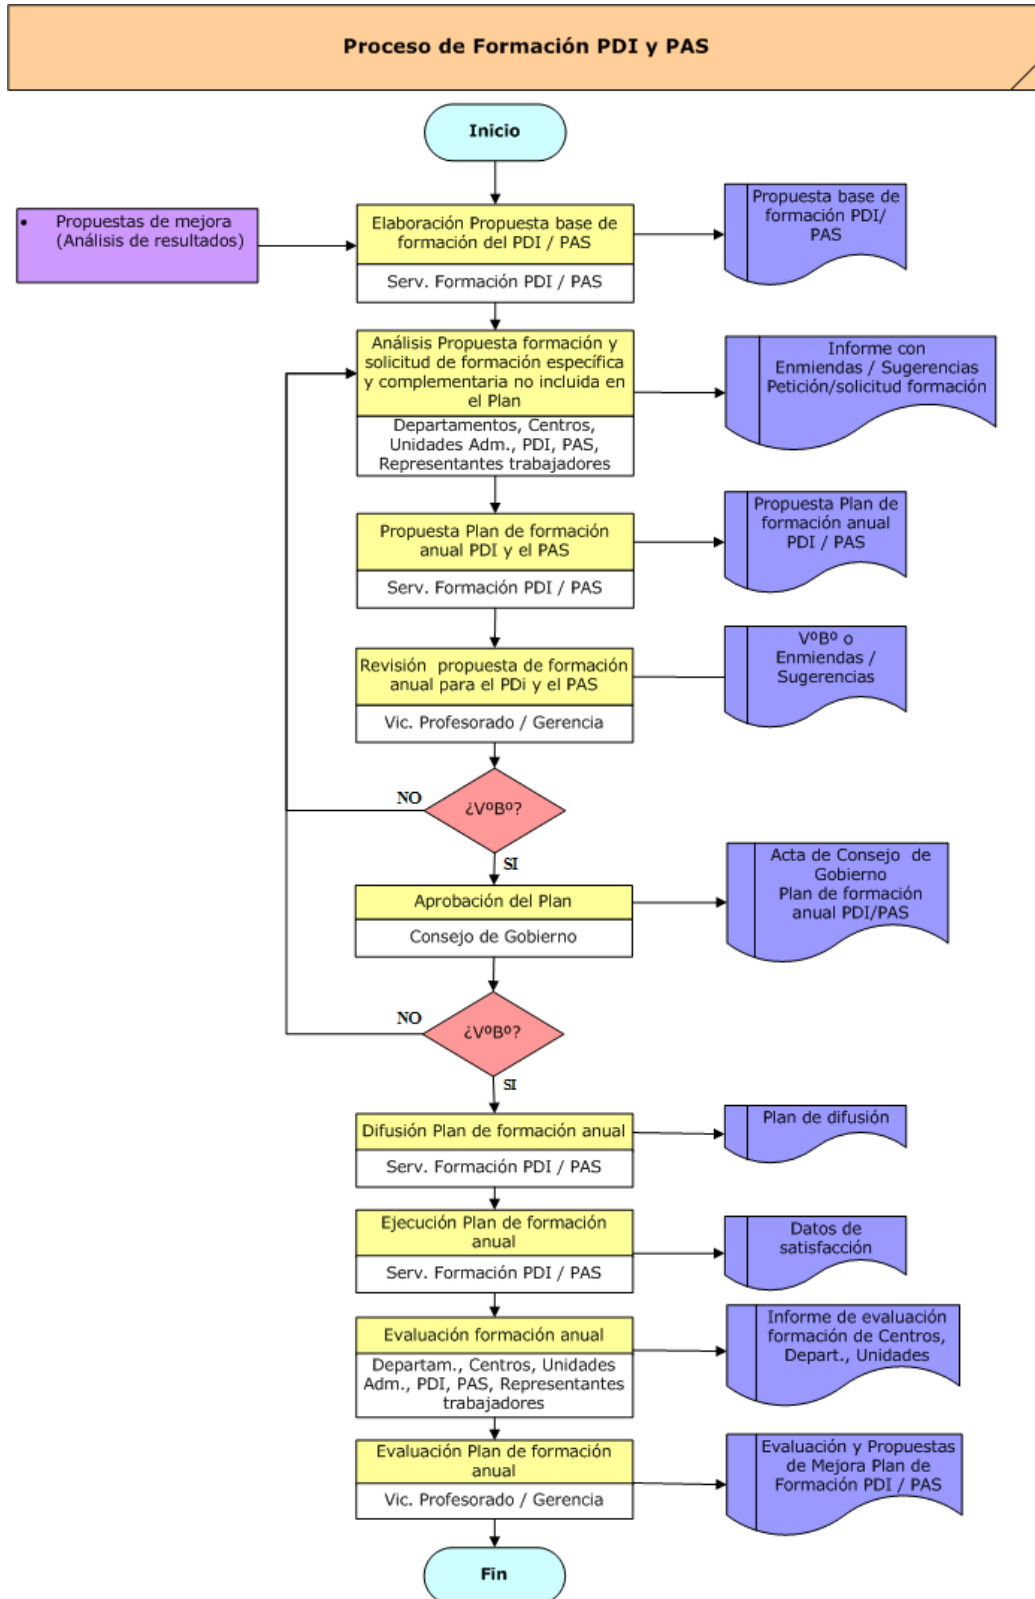 Proceso de Formación PDI y PAS
Inicio
• Propuestas de mejora
(Análisis de resultados)
Elaboración Propuesta base de
formación del PDI / PAS
Serv. Formación PDI / PAS
Propuesta base de
formación PDI/
PAS
Análisis Propuesta formación y
solicitud de formación específica
y complementaria no incluida en
el Plan
Departamentos, Centros,
Unidades Adm., PDI, PAS,
Representantes trabajadores
Informe con
Enmiendas / Sugerencias
Petición/solicitud formación
Propuesta Plan de formación
anual PDI y el PAS
Serv. Formación PDI / PAS
Propuesta Plan de
formación anual
PDI / PAS
Revisión propuesta de formación
anual para el PDi y el PAS
Vic. Profesorado / Gerencia
VºBº o
Enmiendas /
Sugerencias
NO
¿VºBº?
SI
Aprobación del Plan
Consejo de Gobierno
Acta de Consejo de
Gobierno
Plan de formación
anual PDI/PAS
NO
¿VºBº?
SI
Difusión Plan de formación anual
Serv. Formación PDI / PAS
Plan de difusión
Ejecución Plan de formación
anual
Serv. Formación PDI / PAS
Datos de
satisfacción
Evaluación formación anual
Departam., Centros, Unidades
Adm., PDI, PAS, Representantes
trabajadores
Informe de evaluación
formación de Centros,
Depart., Unidades
Evaluación Plan de formación
anual
Vic. Profesorado / Gerencia
Evaluación y Propuestas
de Mejora Plan de
Formación PDI / PAS
Fin